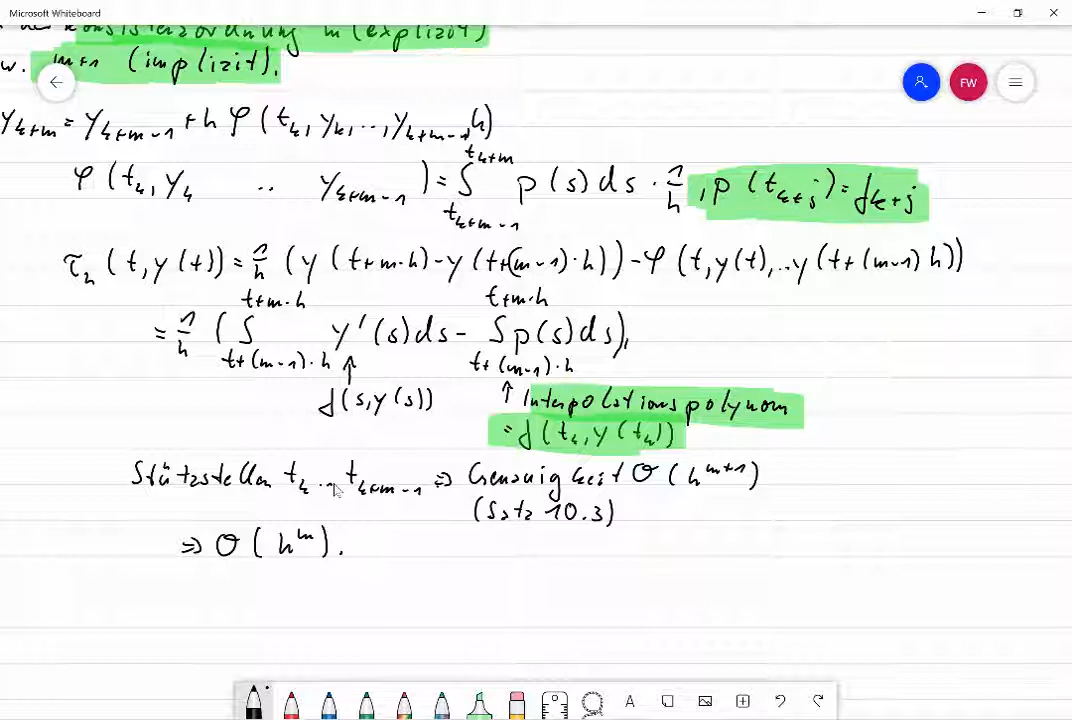 Microsoft Whiteboard
Konsistenzordnung m (explizit)
w. m+1 (implizit).
FW
y_{k+m} = y_{k+m-1} + h φ(t_k, y_k, .., y_{k+m-1}, h)
φ(t_k, y_k .. y_{k+m-1}) = ∫_{t_{k+m-1}}^{t_{k+m}} p(s) ds · 1/h, p(t_{k+j}) = f_{k+j}
τ_h(t, y(t)) = 1/h (y(t+m·h) - y(t+(m-1)·h)) - φ(t, y(t), .. y(t+(m-1)h))
= 1/h (∫_{t+(m-1)·h}^{t+m·h} y'(s) ds - ∫_{t+(m-1)·h}^{t+m·h} p(s) ds),
↑ f(s, y(s)) ↑ Interpolationspolynom
= f(t_k, y(t_k))
Stützstellen t_k ... t_{k+m-1} ⇒ Genauigkeit O(h^{m+1})
(Satz 10.3)
⇒ O(h^m).